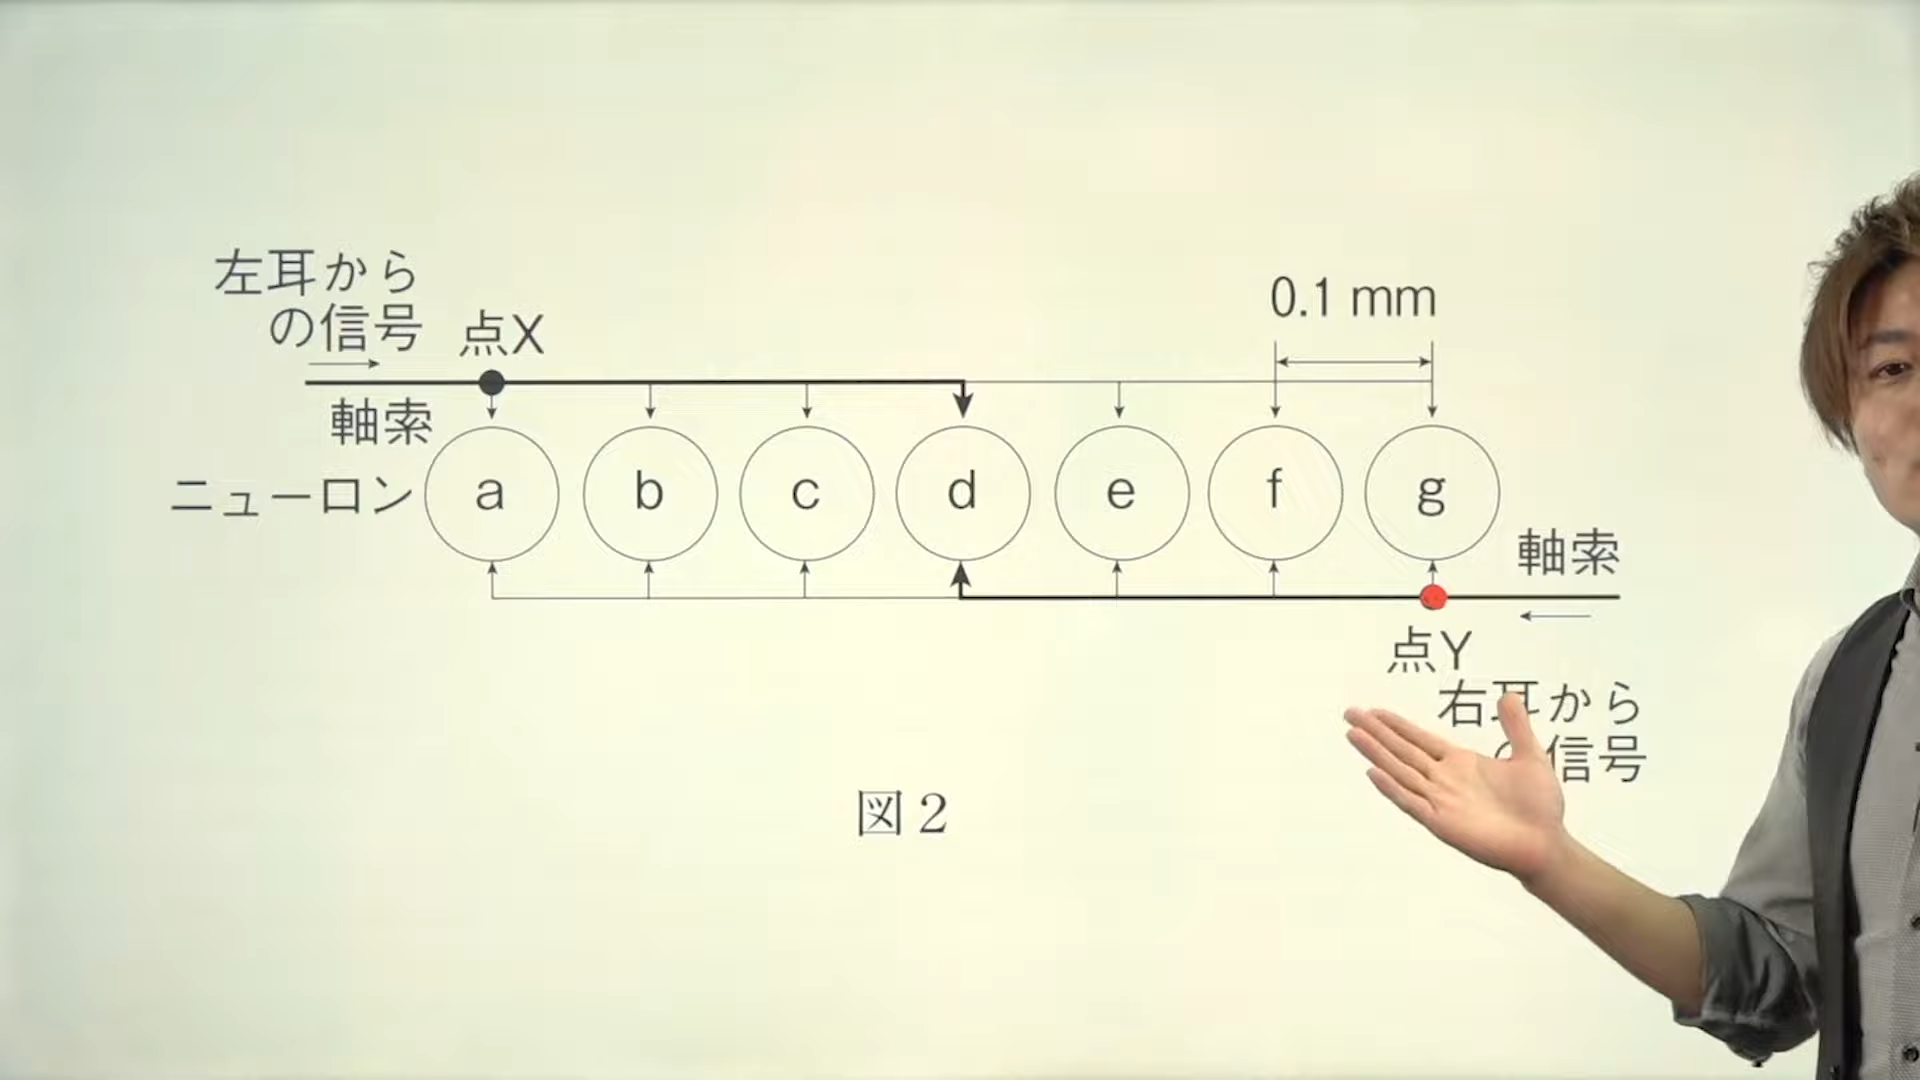 左耳から
の信号
点X
0.1 mm
軸索
ニューロン
a b c d e f g
軸索
点Y
右耳から
の信号
図2